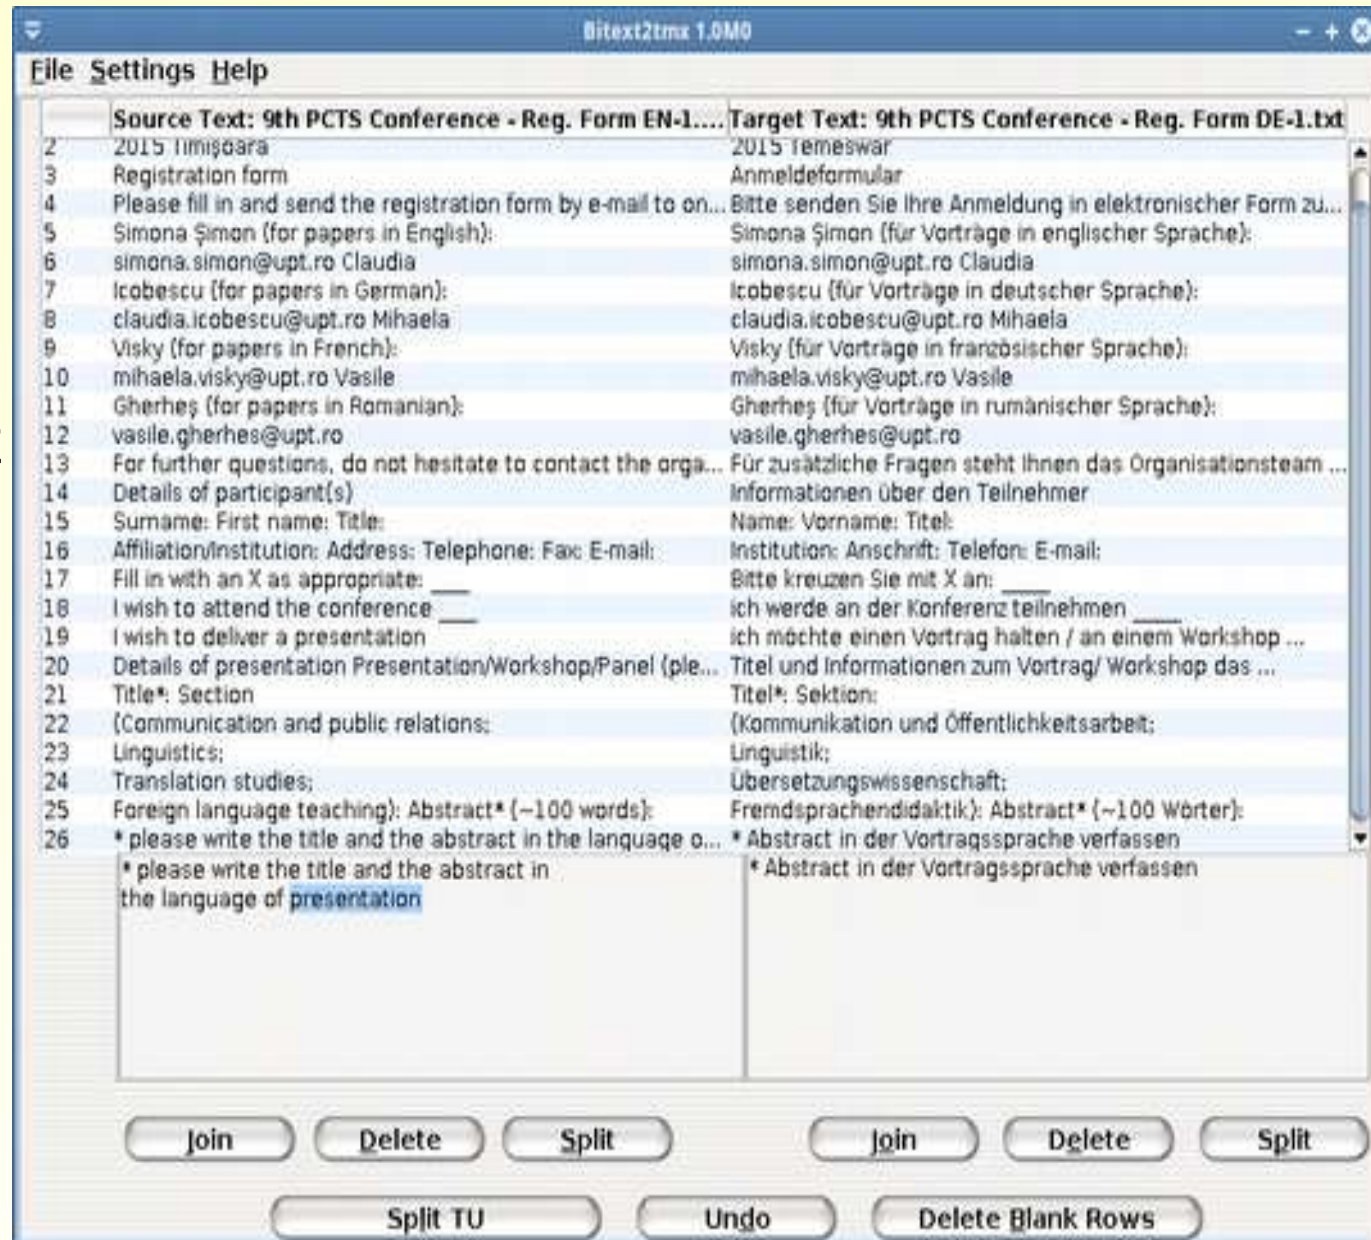 Bitext2tmx 1.0M0
File Settings Help
Source Text: 9th PCTS Conference - Reg. Form EN-1.... Target Text: 9th PCTS Conference - Reg. Form DE-1.txt
2 2015 Timişoara 2015 Temeswar
3 Registration form Anmeldeformular
4 Please fill in and send the registration form by e-mail to on... Bitte senden Sie Ihre Anmeldung in elektronischer Form zu...
5 Simona Şimon (for papers in English): Simona Şimon (für Vorträge in englischer Sprache):
6 simona.simon@upt.ro Claudia simona.simon@upt.ro Claudia
7 Icobescu (for papers in German): Icobescu (für Vorträge in deutscher Sprache):
8 claudia.icobescu@upt.ro Mihaela claudia.icobescu@upt.ro Mihaela
9 Visky (for papers in French): Visky (für Vorträge in französischer Sprache):
10 mihaela.visky@upt.ro Vasile mihaela.visky@upt.ro Vasile
11 Gherheş (for papers in Romanian): Gherheş (für Vorträge in rumänischer Sprache):
12 vasile.gherhes@upt.ro vasile.gherhes@upt.ro
13 For further questions, do not hesitate to contact the orga... Für zusätzliche Fragen steht Ihnen das Organisationsteam ...
14 Details of participant(s) Informationen über den Teilnehmer
15 Surname: First name: Title: Name: Vorname: Titel:
16 Affiliation/Institution: Address: Telephone: Fax: E-mail: Institution: Anschrift: Telefon: E-mail:
17 Fill in with an X as appropriate: ___ Bitte kreuzen Sie mit X an: ____
18 I wish to attend the conference ___ ich werde an der Konferenz teilnehmen ____
19 I wish to deliver a presentation ich möchte einen Vortrag halten / an einem Workshop ...
20 Details of presentation Presentation/Workshop/Panel (ple... Titel und Informationen zum Vortrag/ Workshop das ...
21 Title*: Section Titel*: Sektion:
22 (Communication and public relations; (Kommunikation und Öffentlichkeitsarbeit;
23 Linguistics; Linguistik;
24 Translation studies; Übersetzungswissenschaft;
25 Foreign language teaching): Abstract* (~100 words): Fremdsprachendidaktik): Abstract* (~100 Wörter):
26 * please write the title and the abstract in the language o... * Abstract in der Vortragssprache verfassen
* please write the title and the abstract in * Abstract in der Vortragssprache verfassen
the language of presentation
Join Delete Split Join Delete Split
Split TU Undo Delete Blank Rows